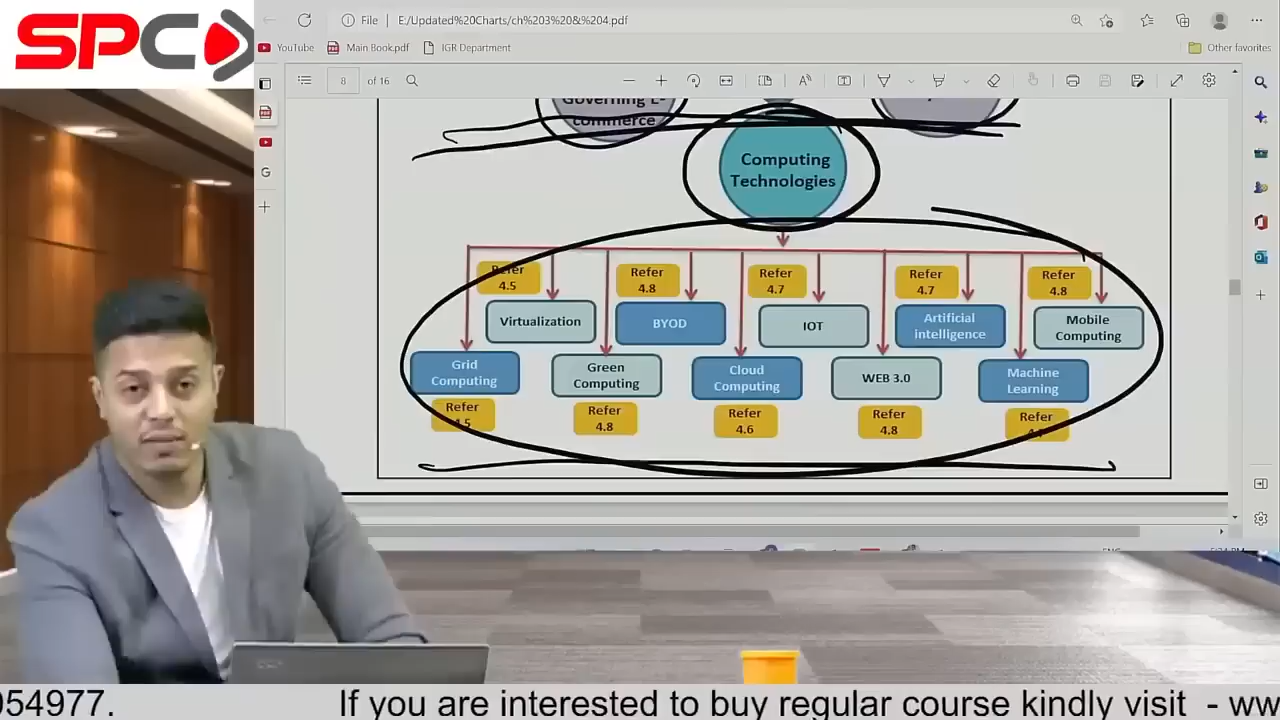 SPC
File
E:/Updated%20Charts/ch%203%20&%204.pdf
YouTube
Main Book.pdf
IGR Department
Other favorites
8
of 16
Governing E-
commerce
Computing
Technologies
Refer
4.5
Refer
4.8
Refer
4.7
Refer
4.7
Refer
4.8
Virtualization
BYOD
IOT
Artificial
intelligence
Mobile
Computing
Grid
Computing
Green
Computing
Cloud
Computing
WEB 3.0
Machine
Learning
Refer
4.5
Refer
4.8
Refer
4.6
Refer
4.8
Refer
ENG
954977.
If you are interested to buy regular course kindly visit - ww